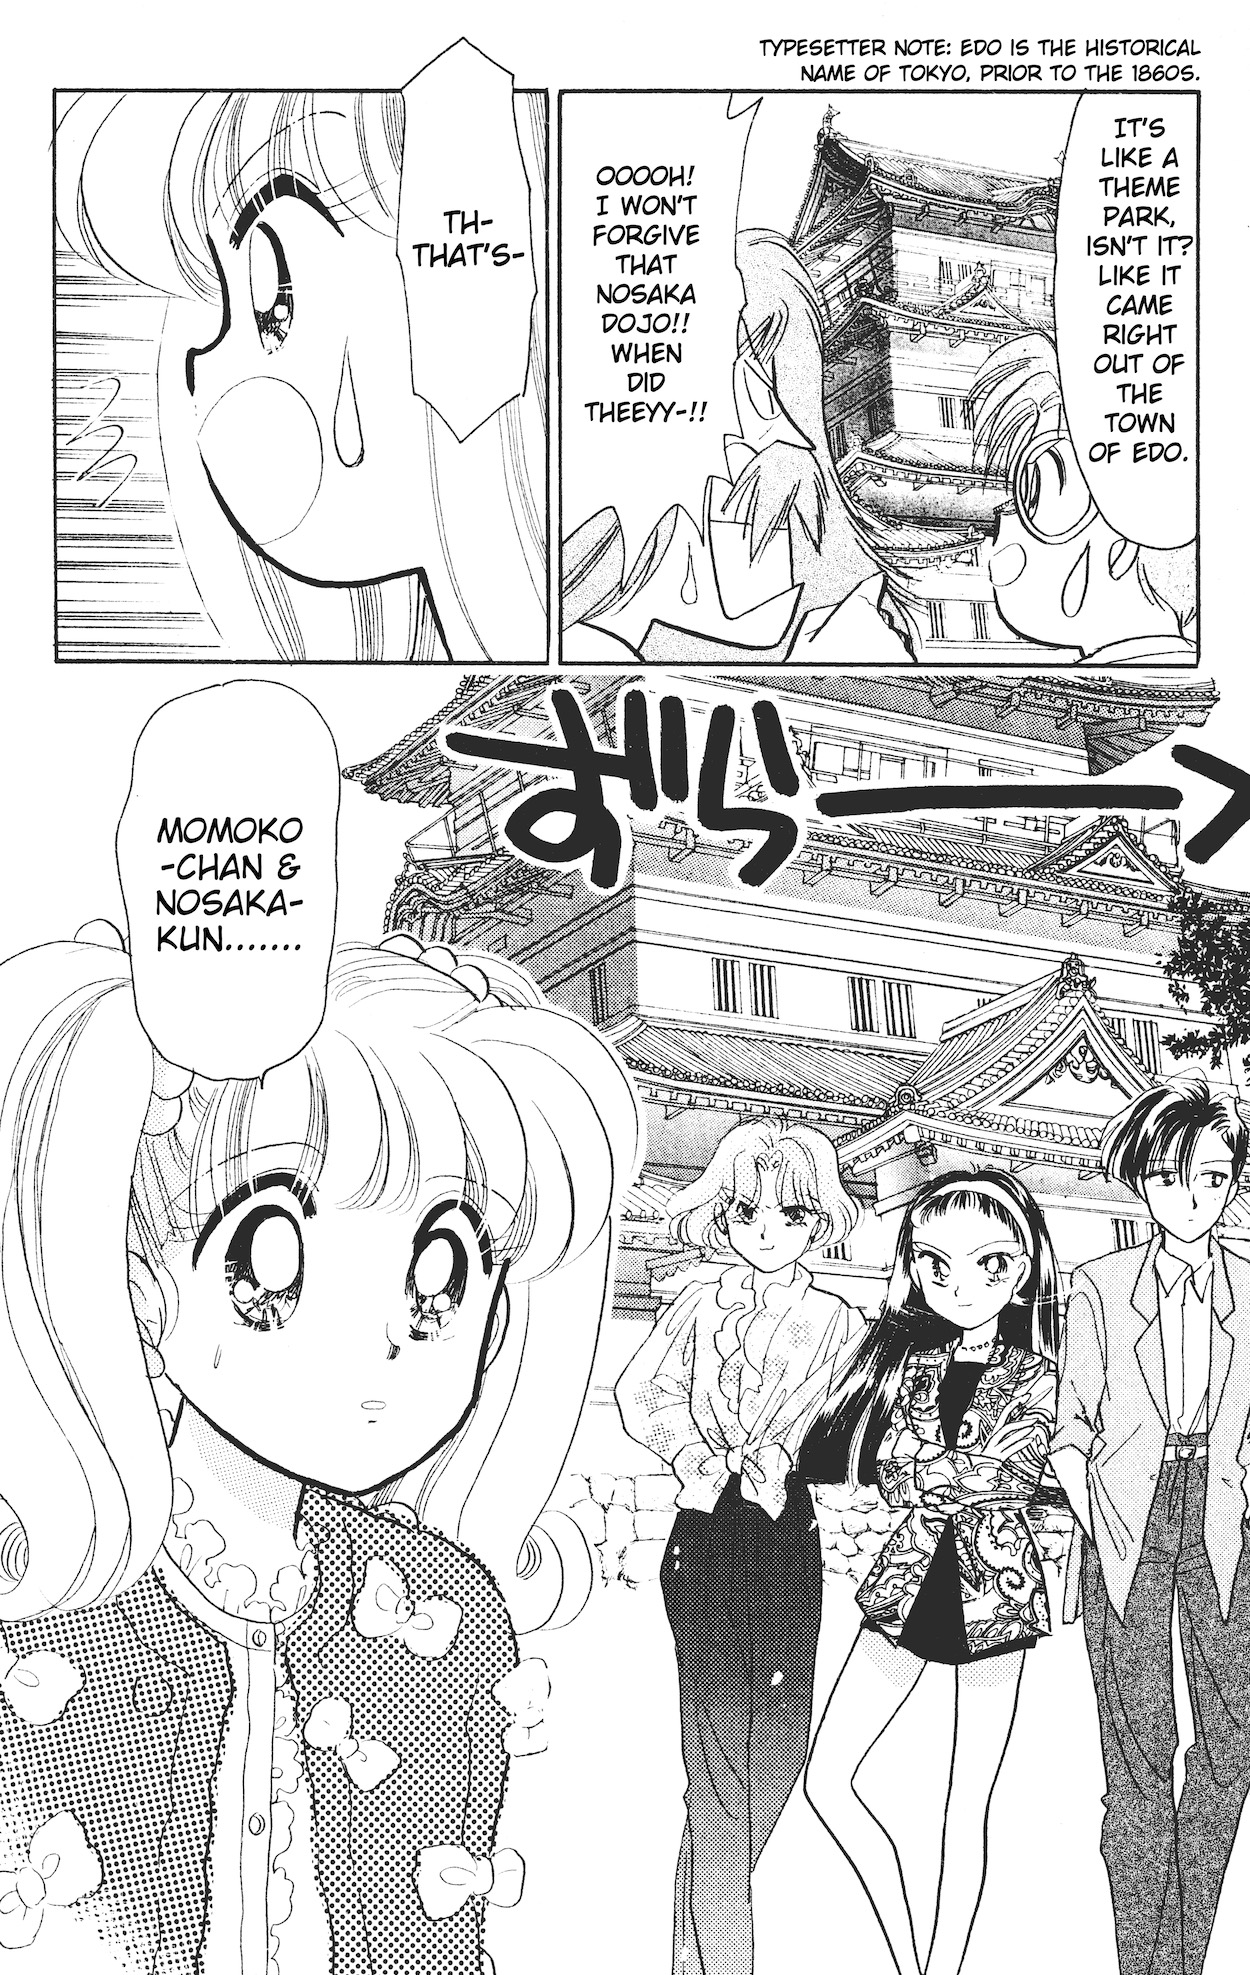 TYPESETTER NOTE: EDO IS THE HISTORICAL
NAME OF TOKYO, PRIOR TO THE 1860S.
IT'S
LIKE A
THEME
PARK,
ISN'T IT?
LIKE IT
CAME
RIGHT
OUT OF
THE
TOWN
OF EDO.
OOOOH!
I WON'T
FORGIVE
THAT
NOSAKA
DOJO!!
WHEN
DID
THEEYY-!!
TH-
THAT'S-
ずらーっ
MOMOKO
-CHAN &
NOSAKA-
KUN.......